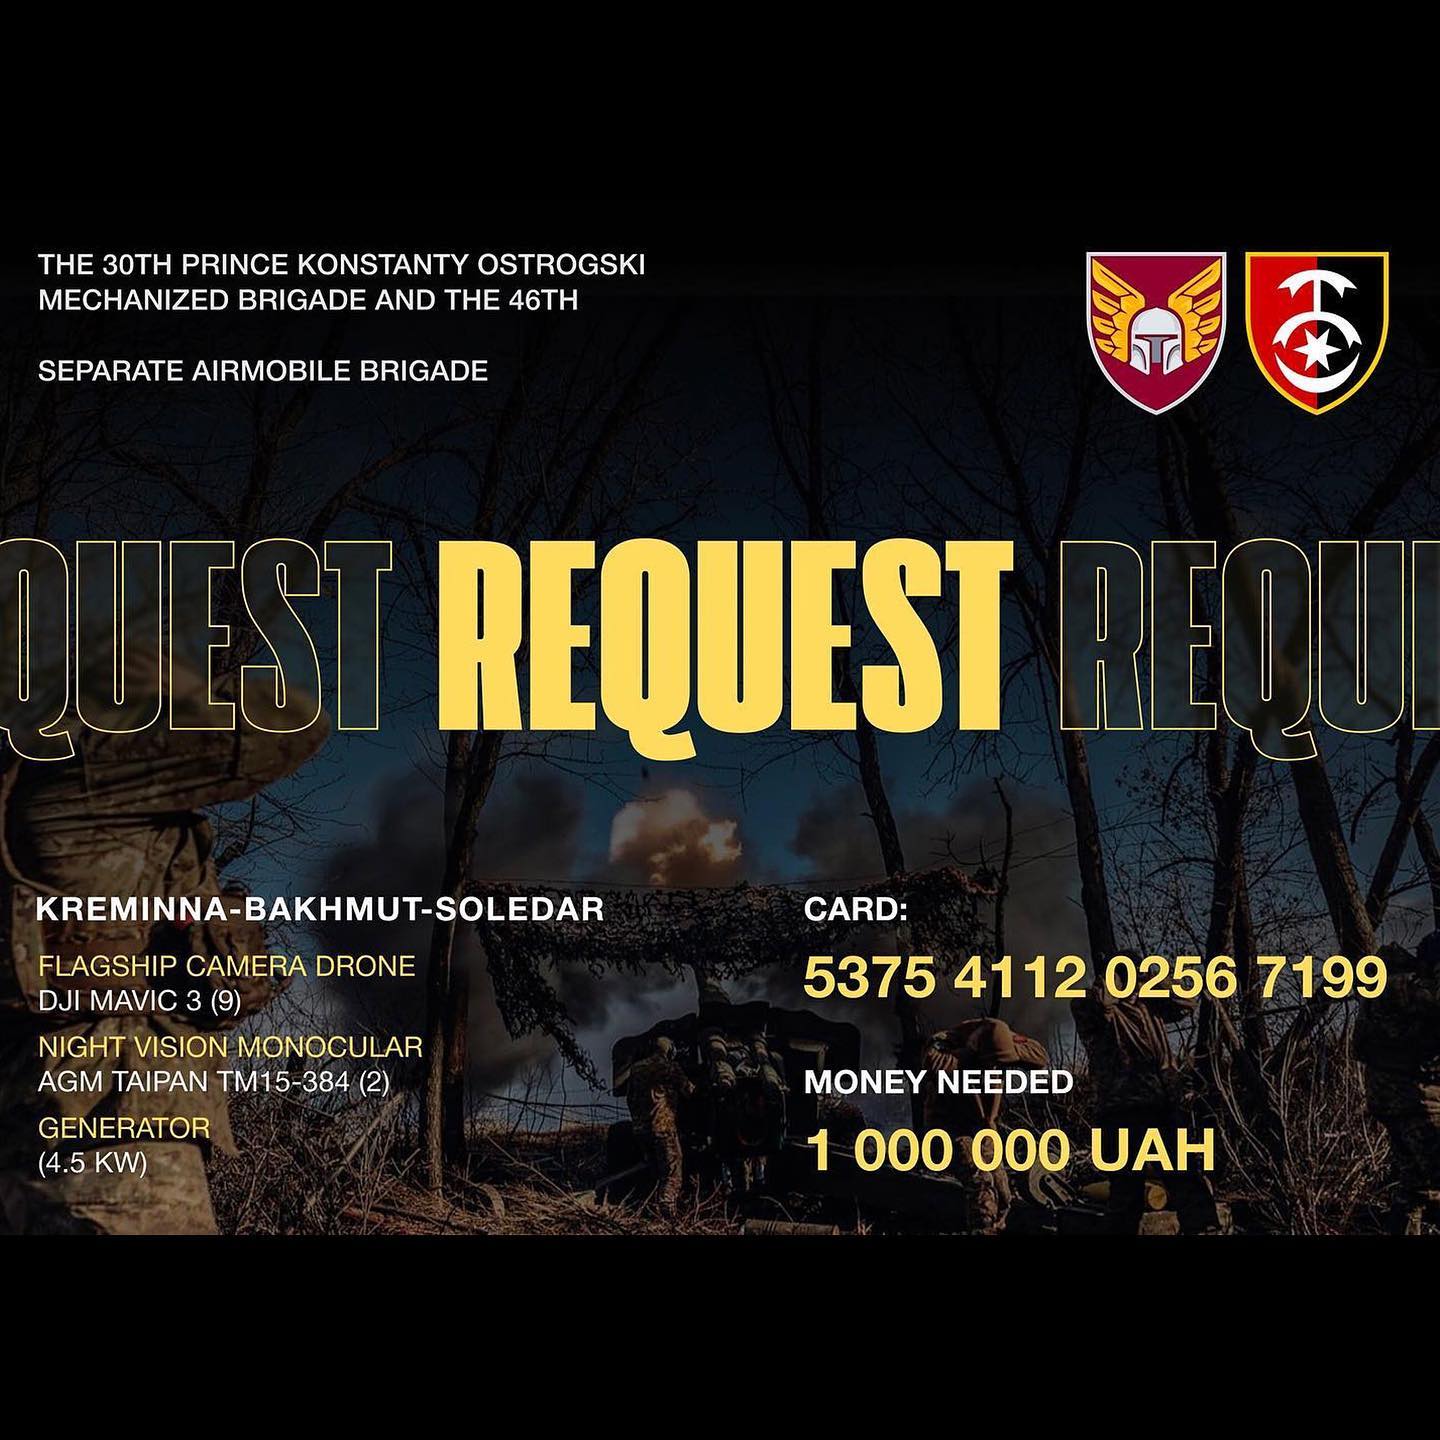 THE 30TH PRINCE KONSTANTY OSTROGSKI
MECHANIZED BRIGADE AND THE 46TH
SEPARATE AIRMOBILE BRIGADE
QUEST REQUEST REQU
KREMINNA-BAKHMUT-SOLEDAR
FLAGSHIP CAMERA DRONE
DJI MAVIC 3 (9)
NIGHT VISION MONOCULAR
AGM TAIPAN TM15-384 (2)
GENERATOR
(4.5 KW)
CARD:
5375 4112 0256 7199
MONEY NEEDED
1 000 000 UAH